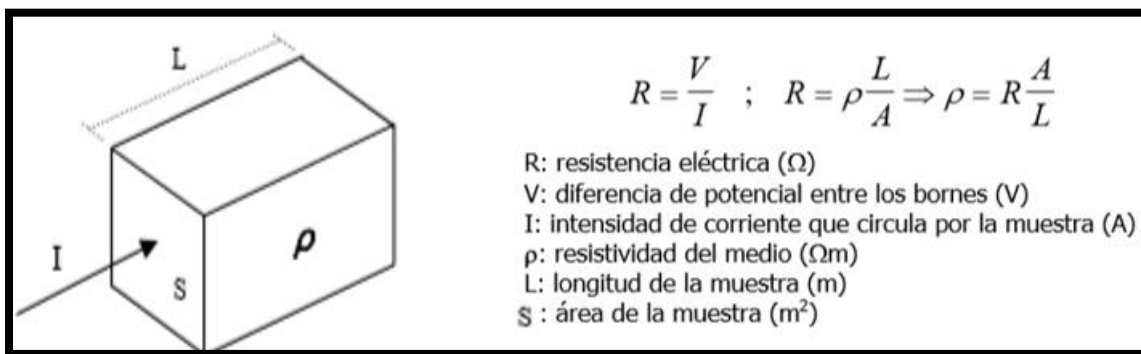 L
I
S
ρ
R = V/I ; R = ρ L/A ⇒ ρ = R A/L
R: resistencia eléctrica (Ω)
V: diferencia de potencial entre los bornes (V)
I: intensidad de corriente que circula por la muestra (A)
ρ: resistividad del medio (Ωm)
L: longitud de la muestra (m)
S : área de la muestra (m²)